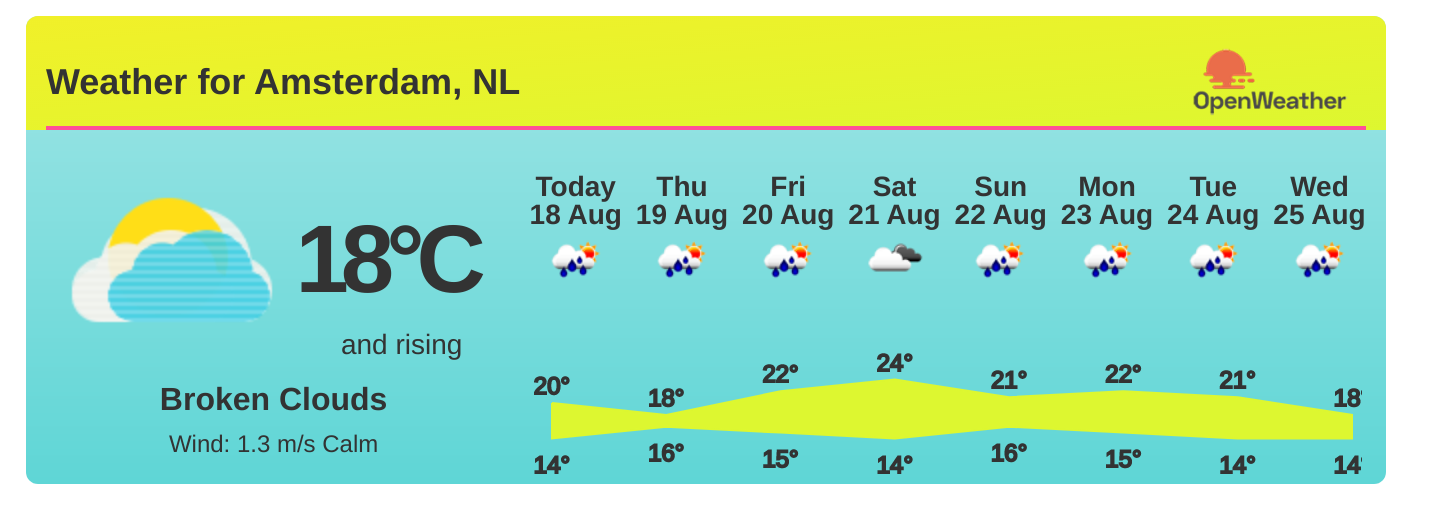 Weather for Amsterdam, NL
OpenWeather
18°C
and rising
Broken Clouds
Wind: 1.3 m/s Calm
Today Thu Fri Sat Sun Mon Tue Wed
18 Aug 19 Aug 20 Aug 21 Aug 22 Aug 23 Aug 24 Aug 25 Aug
20° 18° 22° 24° 21° 22° 21° 18°
14° 16° 15° 14° 16° 15° 14° 14°